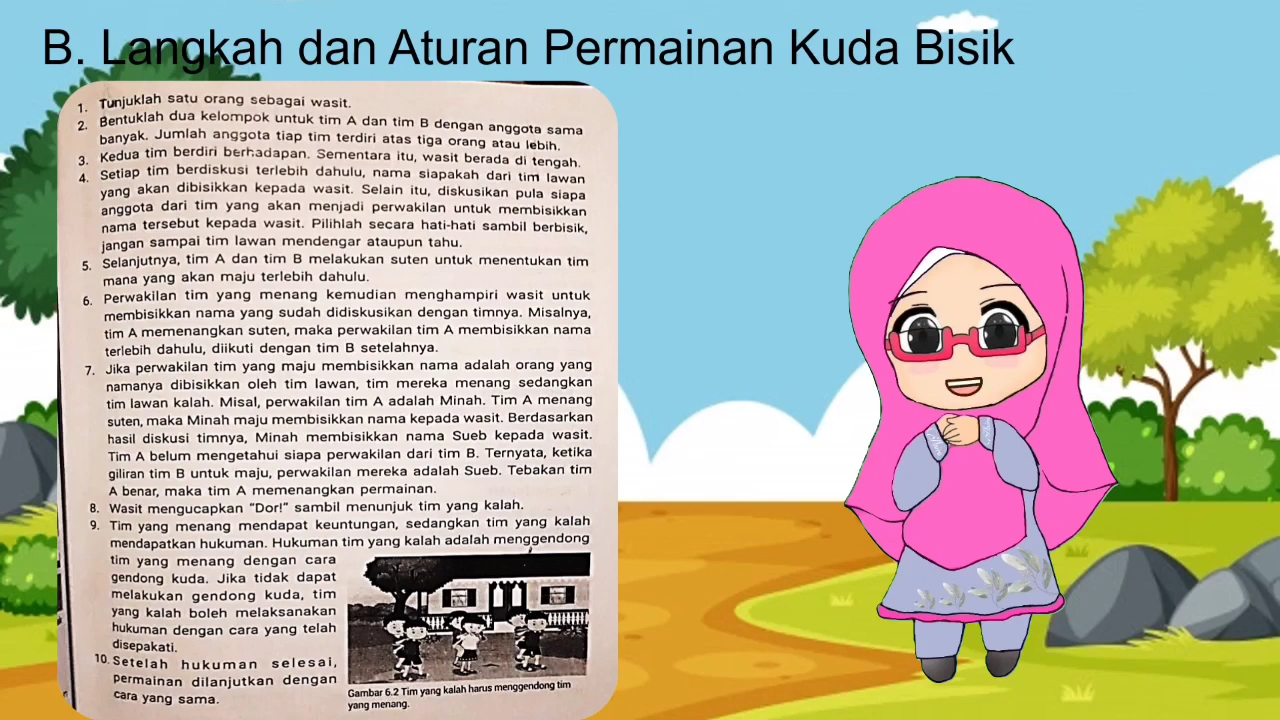 B. Langkah dan Aturan Permainan Kuda Bisik
1. Tunjuklah satu orang sebagai wasit.
2. Bentuklah dua kelompok untuk tim A dan tim B dengan anggota sama
banyak. Jumlah anggota tiap tim terdiri atas tiga orang atau lebih.
3. Kedua tim berdiri berhadapan. Sementara itu, wasit berada di tengah.
4. Setiap tim berdiskusi terlebih dahulu, nama siapakah dari tim lawan
yang akan dibisikkan kepada wasit. Selain itu, diskusikan pula siapa
anggota dari tim yang akan menjadi perwakilan untuk membisikkan
nama tersebut kepada wasit. Pilihlah secara hati-hati sambil berbisik,
jangan sampai tim lawan mendengar ataupun tahu.
5. Selanjutnya, tim A dan tim B melakukan suten untuk menentukan tim
mana yang akan maju terlebih dahulu.
6. Perwakilan tim yang menang kemudian menghampiri wasit untuk
membisikkan nama yang sudah didiskusikan dengan timnya. Misalnya,
tim A memenangkan suten, maka perwakilan tim A membisikkan nama
terlebih dahulu, diikuti dengan tim B setelahnya.
7. Jika perwakilan tim yang maju membisikkan nama adalah orang yang
namanya dibisikkan oleh tim lawan, tim mereka menang sedangkan
tim lawan kalah. Misal, perwakilan tim A adalah Minah. Tim A menang
suten, maka Minah maju membisikkan nama kepada wasit. Berdasarkan
hasil diskusi timnya, Minah membisikkan nama Sueb kepada wasit.
Tim A belum mengetahui siapa perwakilan dari tim B. Ternyata, ketika
giliran tim B untuk maju, perwakilan mereka adalah Sueb. Tebakan tim
A benar, maka tim A memenangkan permainan.
8. Wasit mengucapkan "Dor!" sambil menunjuk tim yang kalah.
9. Tim yang menang mendapat keuntungan, sedangkan tim yang kalah
mendapatkan hukuman. Hukuman tim yang kalah adalah menggendong
tim yang menang dengan cara
gendong kuda. Jika tidak dapat
melakukan gendong kuda, tim
yang kalah boleh melaksanakan
hukuman dengan cara yang telah
disepakati.
10. Setelah hukuman selesai,
permainan dilanjutkan dengan
cara yang sama.
Gambar 6.2 Tim yang kalah harus menggendong tim
yang menang.